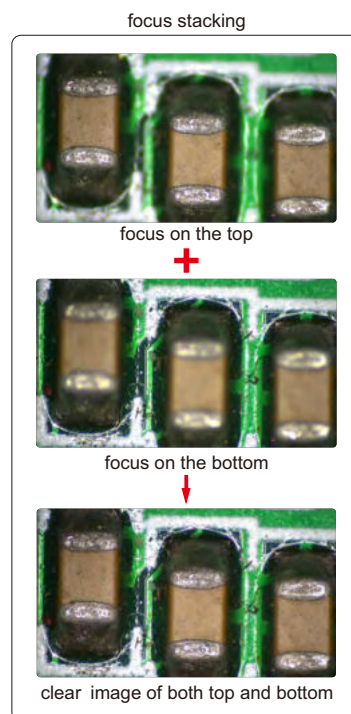 focus stacking
focus on the top
+
focus on the bottom
clear image of both top and bottom